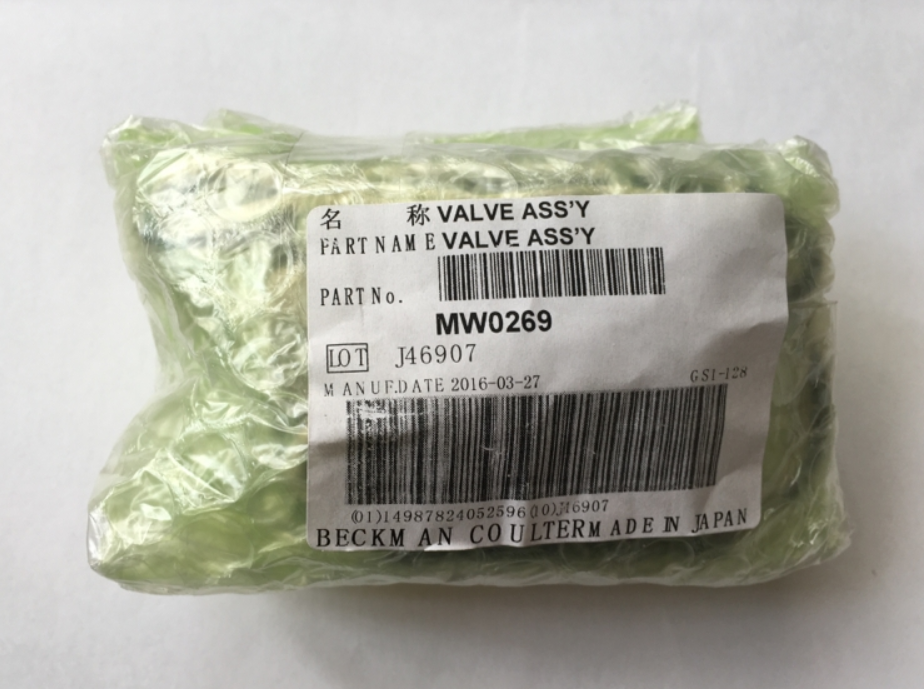 名 称 VALVE ASS'Y
PART NAME VALVE ASS'Y
PART No.
MW0269
LOT J46907
MANUF.DATE 2016-03-27 GS1-128
(01)14987824052596(10)J46907
BECKMAN COULTER MADE IN JAPAN